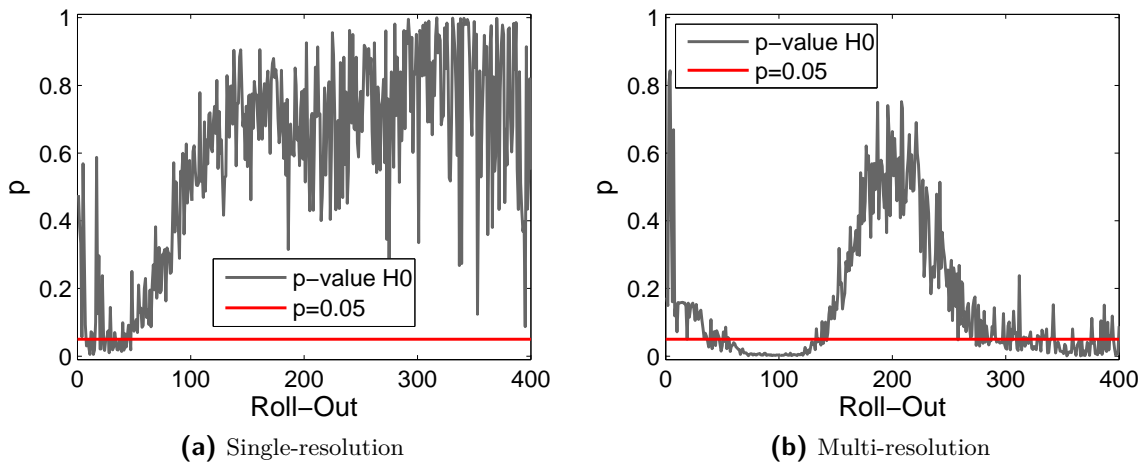 1
0.8
0.6
0.4
0.2
0
p
p−value H0
p=0.05
0 100 200 300 400
Roll−Out
(a) Single-resolution
1
0.8
0.6
0.4
0.2
0
p
p−value H0
p=0.05
0 100 200 300 400
Roll−Out
(b) Multi-resolution